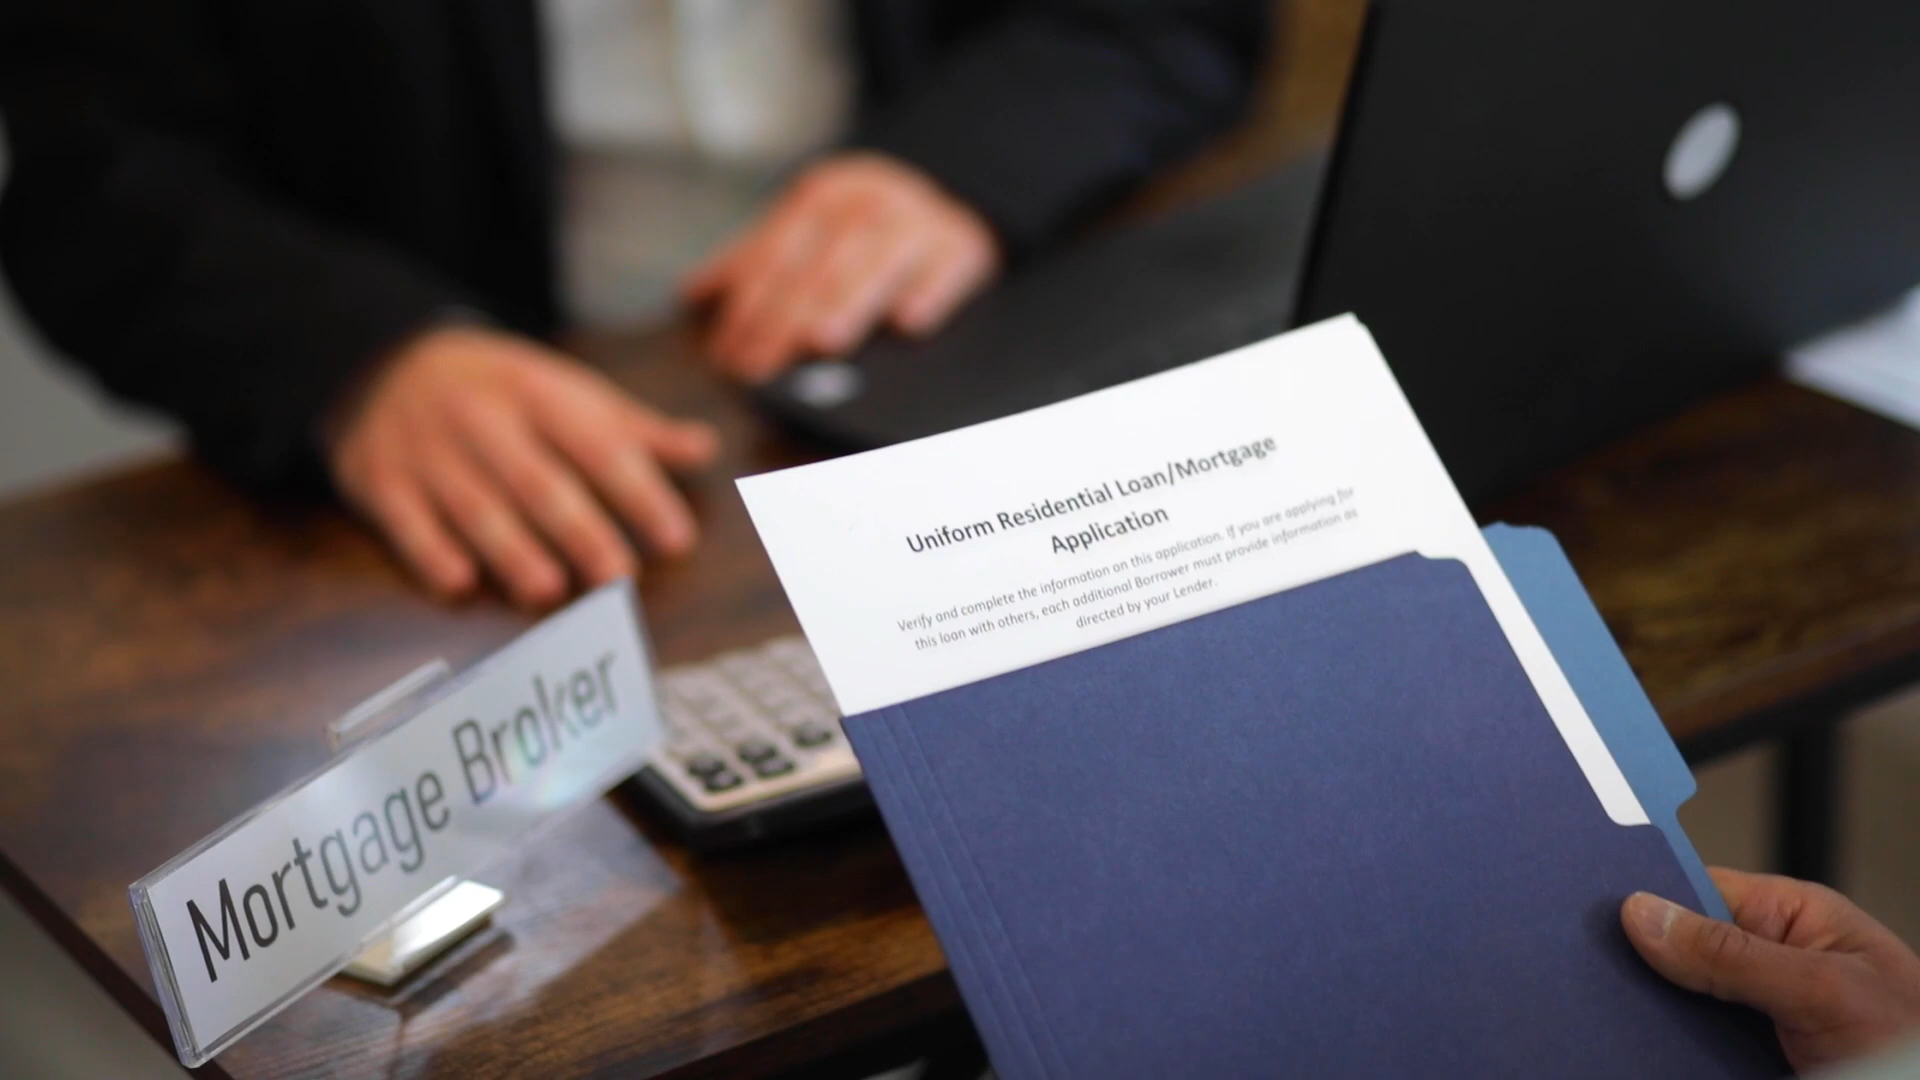 Uniform Residential Loan/Mortgage
Application
Verify and complete the information on this application. If you are applying for
this loan with others, each additional Borrower must provide information as
directed by your Lender.
Mortgage Broker